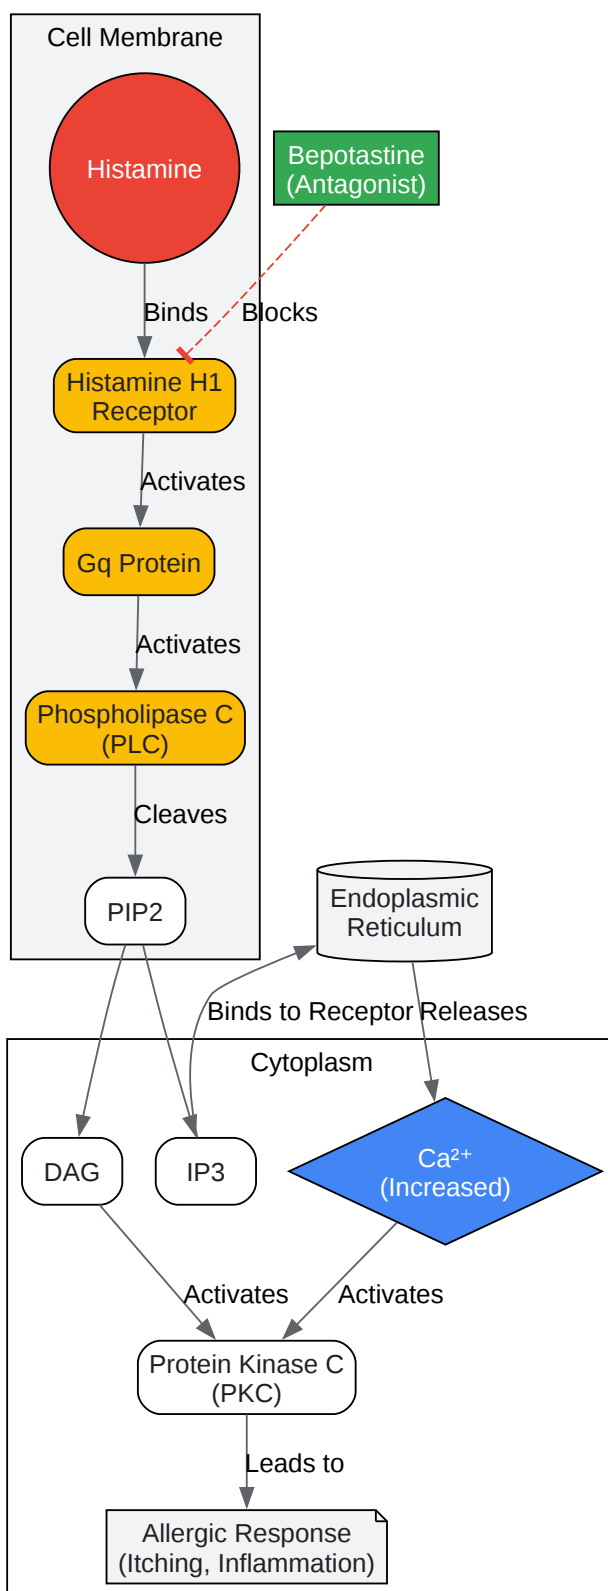 Cell Membrane
Histamine
Bepotastine
(Antagonist)
Binds
Blocks
Histamine H1
Receptor
Activates
Gq Protein
Activates
Phospholipase C
(PLC)
Cleaves
PIP2
Endoplasmic
Reticulum
Binds to Receptor
Releases
Cytoplasm
DAG
IP3
Ca²⁺
(Increased)
Activates
Activates
Protein Kinase C
(PKC)
Leads to
Allergic Response
(Itching, Inflammation)